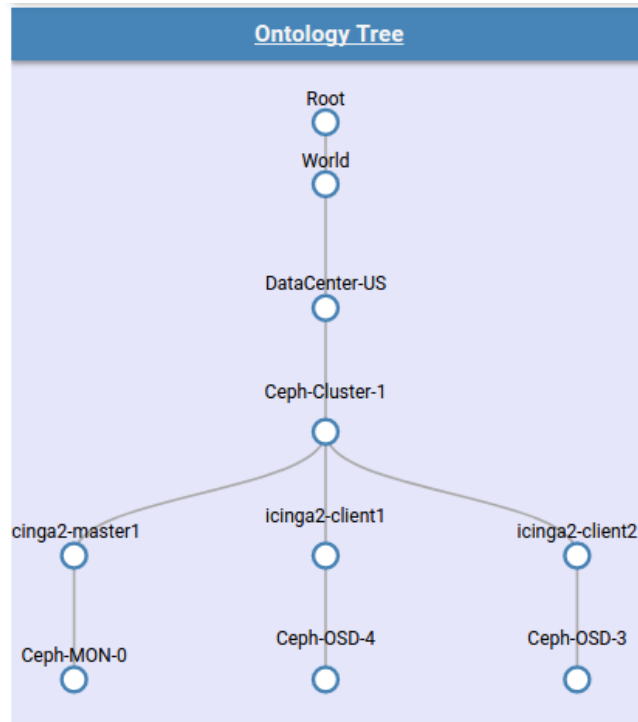 Ontology Tree
Root
World
DataCenter-US
Ceph-Cluster-1
cinga2-master1
icinga2-client1
icinga2-client2
Ceph-MON-0
Ceph-OSD-4
Ceph-OSD-3